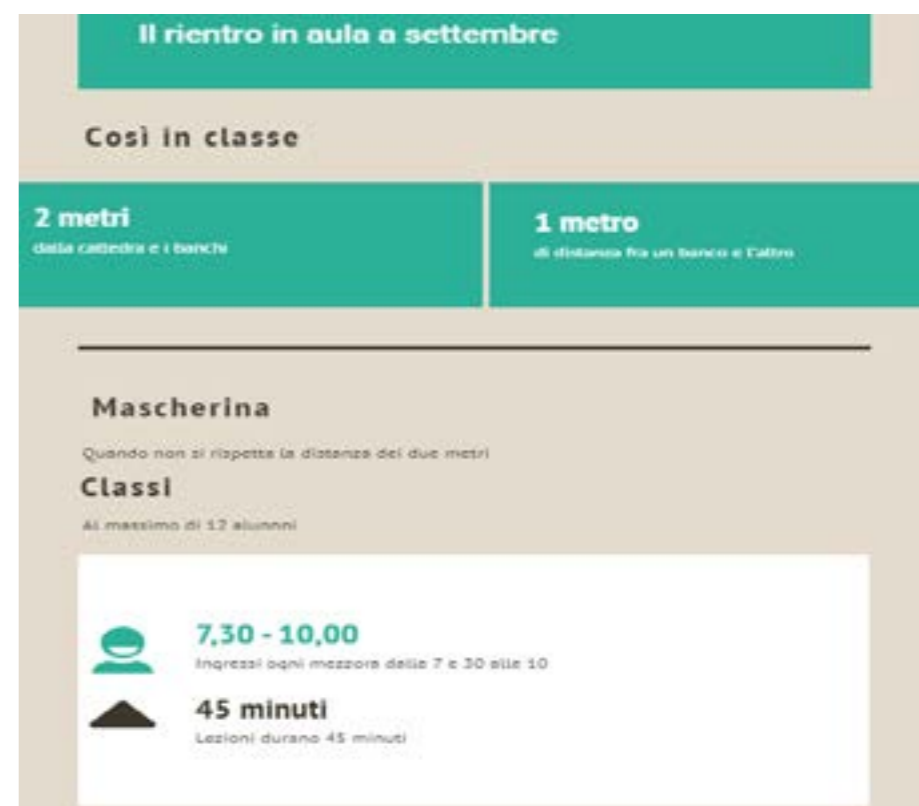 Il rientro in aula a settembre
Così in classe
2 metri
dalla cattedra e i banchi
1 metro
di distanza fra un banco e l'altro
Mascherina
Quando non si rispetta la distanza dei due metri
Classi
Al massimo di 12 alunnni
7,30 - 10,00
Ingressi ogni mezzora dalle 7 e 30 alle 10
45 minuti
Lezioni durano 45 minuti